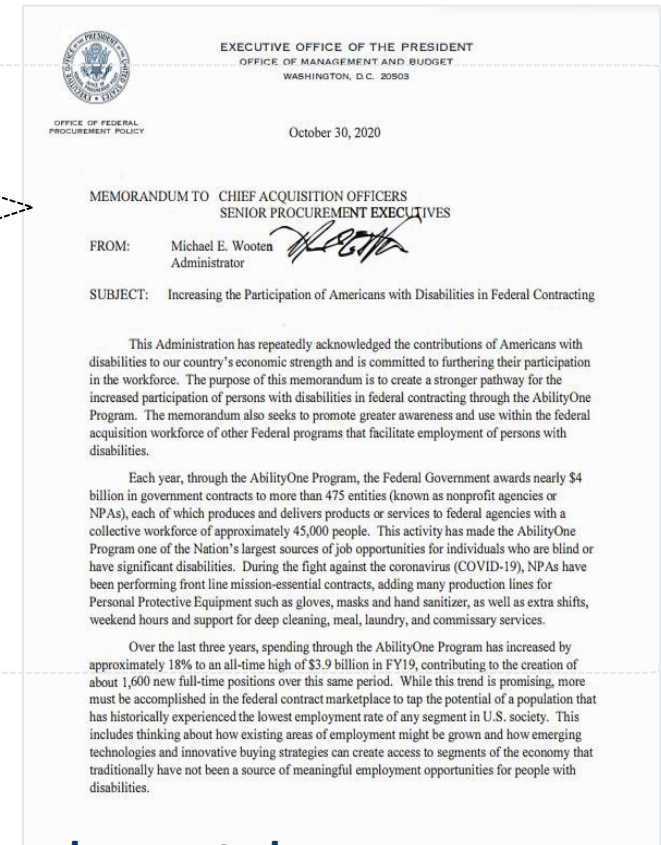 EXECUTIVE OFFICE OF THE PRESIDENT
OFFICE OF MANAGEMENT AND BUDGET
WASHINGTON, D.C. 20503
OFFICE OF FEDERAL
PROCUREMENT POLICY
October 30, 2020
MEMORANDUM TO CHIEF ACQUISITION OFFICERS
SENIOR PROCUREMENT EXECUTIVES
FROM: Michael E. Wooten
Administrator
SUBJECT: Increasing the Participation of Americans with Disabilities in Federal Contracting
This Administration has repeatedly acknowledged the contributions of Americans with
disabilities to our country's economic strength and is committed to furthering their participation
in the workforce. The purpose of this memorandum is to create a stronger pathway for the
increased participation of persons with disabilities in federal contracting through the AbilityOne
Program. The memorandum also seeks to promote greater awareness and use within the federal
acquisition workforce of other Federal programs that facilitate employment of persons with
disabilities.
Each year, through the AbilityOne Program, the Federal Government awards nearly $4
billion in government contracts to more than 475 entities (known as nonprofit agencies or
NPAs), each of which produces and delivers products or services to federal agencies with a
collective workforce of approximately 45,000 people. This activity has made the AbilityOne
Program one of the Nation's largest sources of job opportunities for individuals who are blind or
have significant disabilities. During the fight against the coronavirus (COVID-19), NPAs have
been performing front line mission-essential contracts, adding many production lines for
Personal Protective Equipment such as gloves, masks and hand sanitizer, as well as extra shifts,
weekend hours and support for deep cleaning, meal, laundry, and commissary services.
Over the last three years, spending through the AbilityOne Program has increased by
approximately 18% to an all-time high of $3.9 billion in FY19, contributing to the creation of
about 1,600 new full-time positions over this same period. While this trend is promising, more
must be accomplished in the federal contract marketplace to tap the potential of a population that
has historically experienced the lowest employment rate of any segment in U.S. society. This
includes thinking about how existing areas of employment might be grown and how emerging
technologies and innovative buying strategies can create access to segments of the economy that
traditionally have not been a source of meaningful employment opportunities for people with
disabilities.